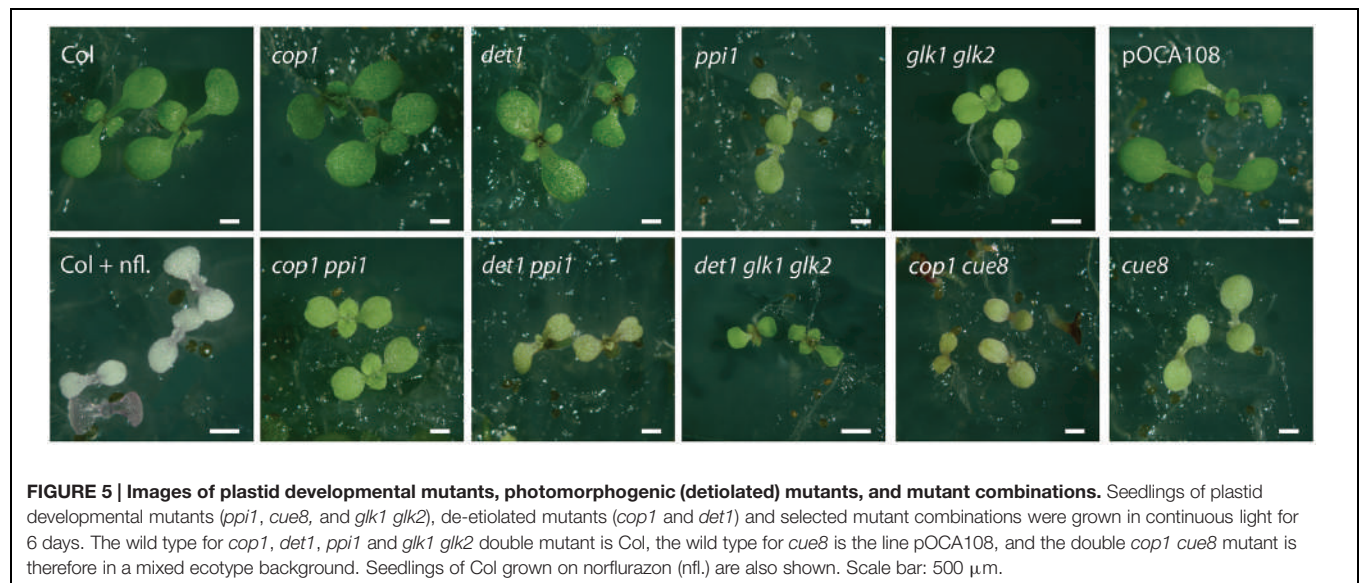 Col
cop1
det1
ppi1
glk1 glk2
pOCA108
Col + nfl.
cop1 ppi1
det1 ppi1
det1 glk1 glk2
cop1 cue8
cue8
FIGURE 5 | Images of plastid developmental mutants, photomorphogenic (detiolated) mutants, and mutant combinations. Seedlings of plastid
developmental mutants (ppi1, cue8, and glk1 glk2), de-etiolated mutants (cop1 and det1) and selected mutant combinations were grown in continuous light for
6 days. The wild type for cop1, det1, ppi1 and glk1 glk2 double mutant is Col, the wild type for cue8 is the line pOCA108, and the double cop1 cue8 mutant is
therefore in a mixed ecotype background. Seedlings of Col grown on norflurazon (nfl.) are also shown. Scale bar: 500 μm.